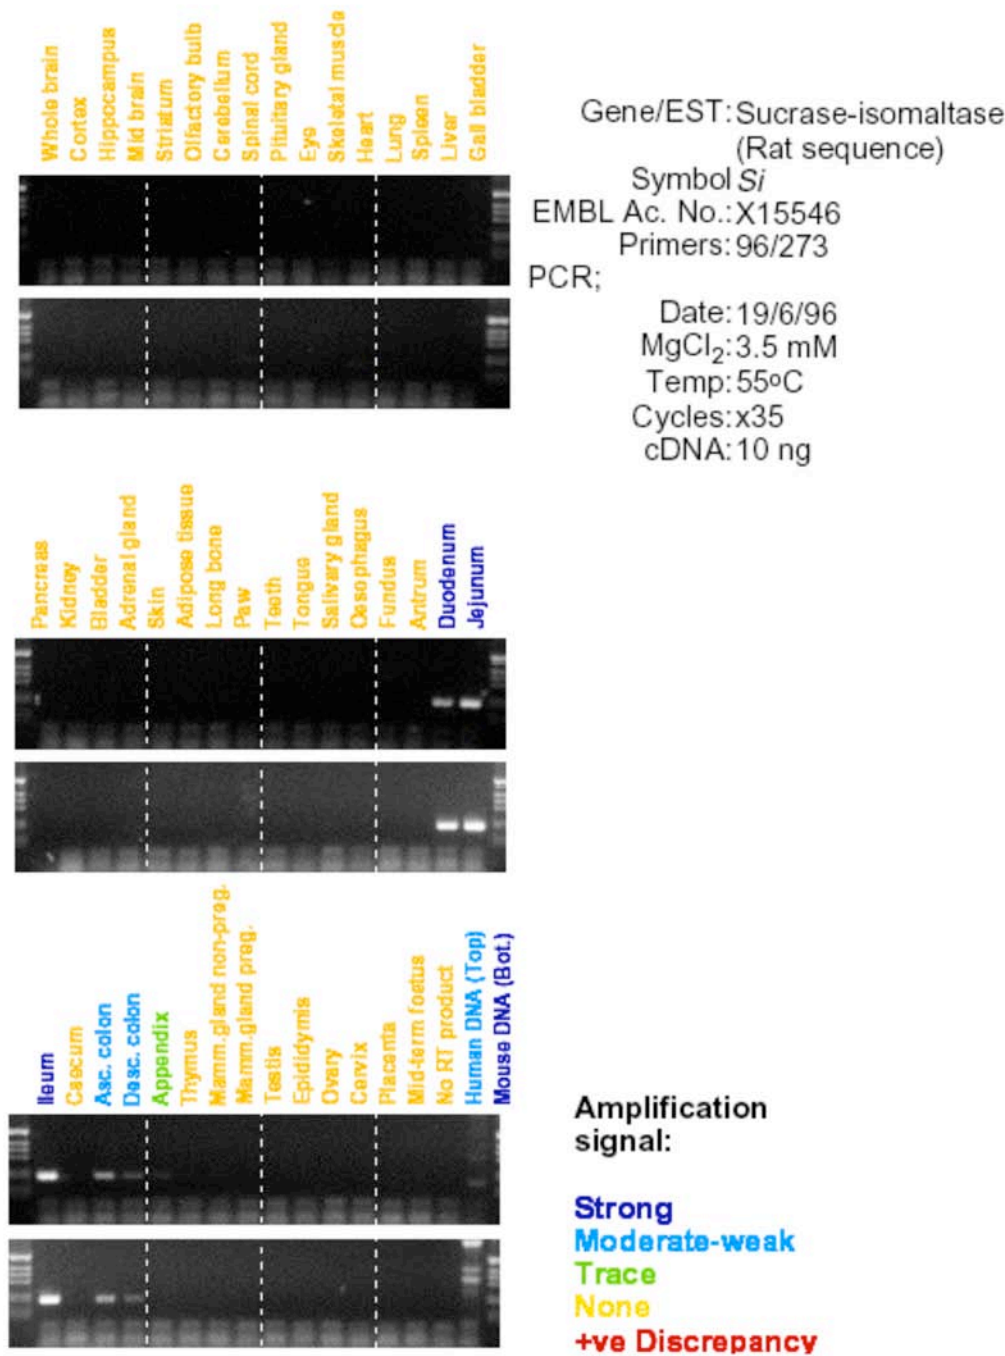 Whole brain
Cortex
Hippocampus
Mid brain
Striatum
Olfactory bulb
Cerebellum
Spinal cord
Pituitary gland
Eye
Skeletal muscle
Heart
Lung
Spleen
Liver
Gall bladder
Gene/EST: Sucrase-isomaltase
(Rat sequence)
Symbol Si
EMBL Ac. No.: X15546
Primers: 96/273
PCR;
Date: 19/6/96
MgCl2: 3.5 mM
Temp: 55ºC
Cycles: x35
cDNA: 10 ng
Pancreas
Kidney
Bladder
Adrenal gland
Skin
Adipose tissue
Long bone
Paw
Teeth
Tongue
Salivary gland
Oesophagus
Fundus
Antrum
Duodenum
Jejunum
Ileum
Caecum
Asc. colon
Desc. colon
Appendix
Thymus
Mamm.gland non-preg.
Mamm.gland preg.
Testis
Epididymis
Ovary
Cervix
Placenta
Mid-term foetus
No RT product
Human DNA (Top)
Mouse DNA (Bot.)
Amplification
signal:
Strong
Moderate-weak
Trace
None
+ve Discrepancy